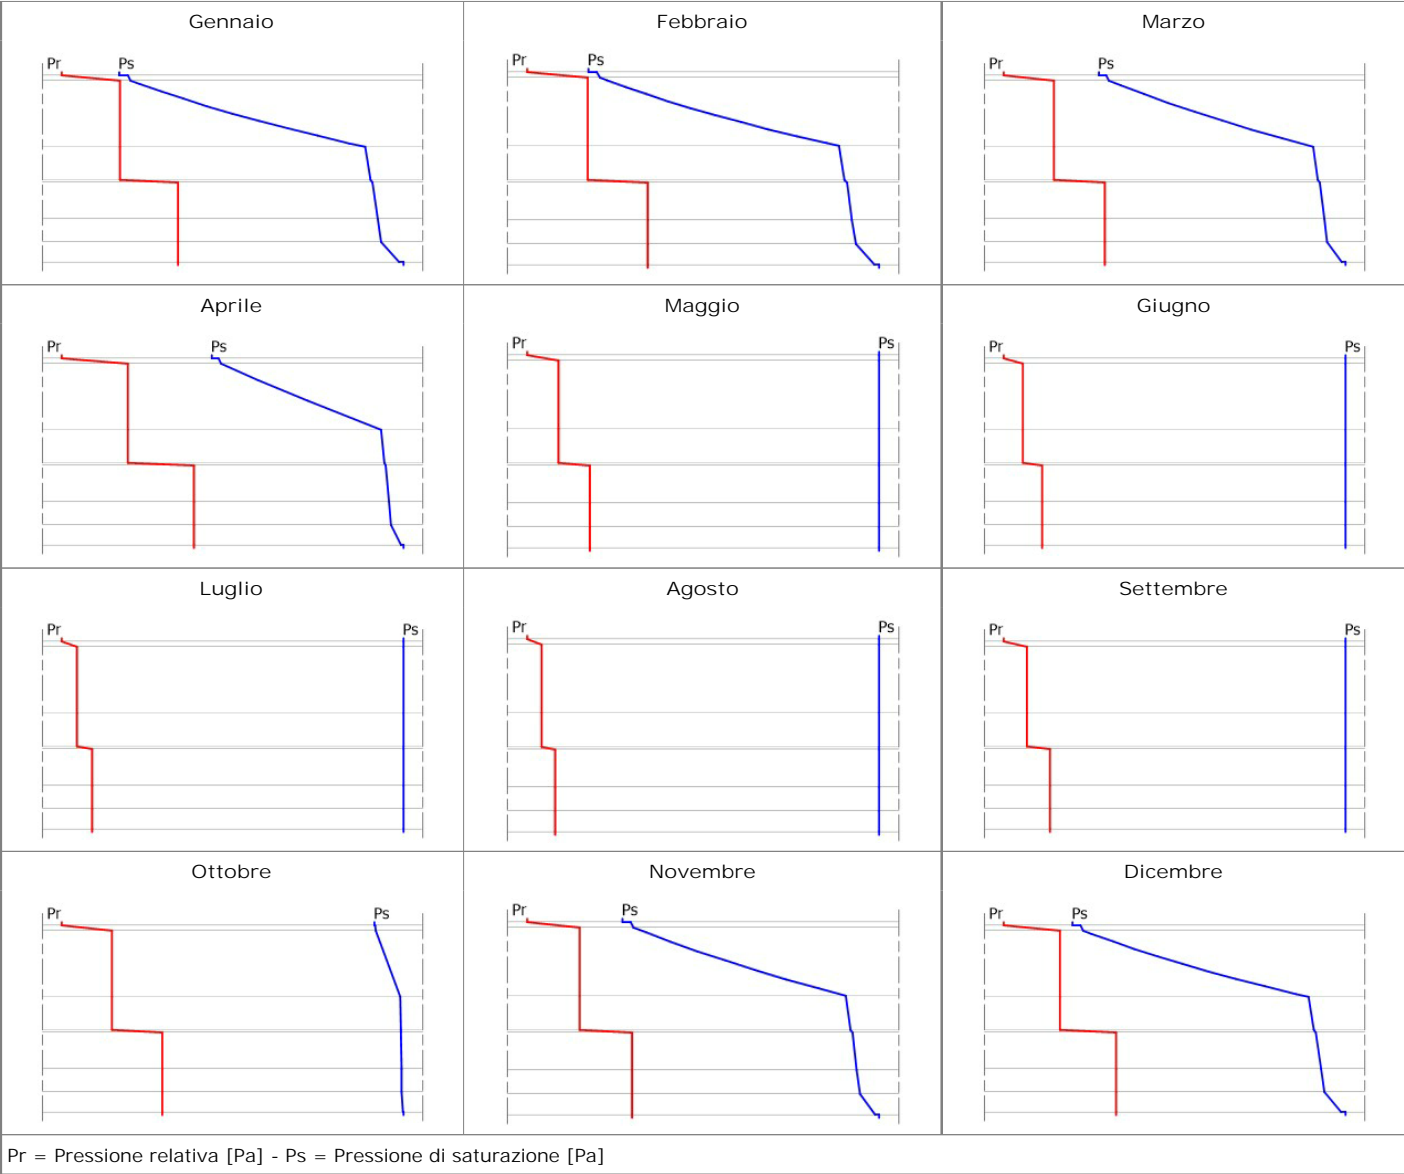 Gennaio
Febbraio
Marzo
Pr Ps
Pr Ps
Pr Ps
Aprile
Maggio
Giugno
Pr Ps
Pr Ps
Pr Ps
Luglio
Agosto
Settembre
Pr Ps
Pr Ps
Pr Ps
Ottobre
Novembre
Dicembre
Pr Ps
Pr Ps
Pr Ps
Pr = Pressione relativa [Pa] - Ps = Pressione di saturazione [Pa]